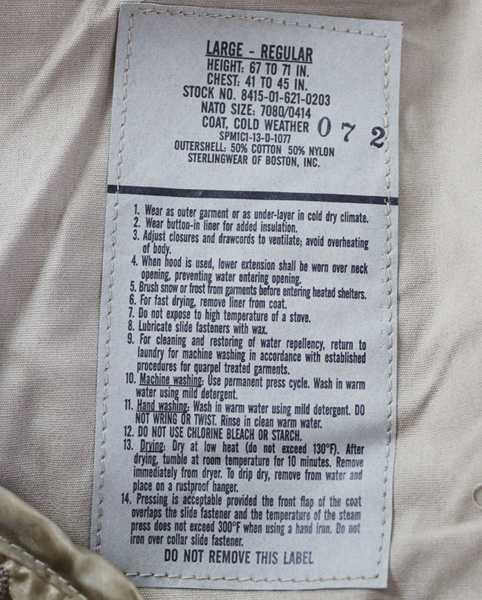 LARGE - REGULAR
HEIGHT: 67 TO 71 IN.
CHEST: 41 TO 45 IN.
STOCK NO. 8415-01-621-0203
NATO SIZE: 7080/0414
COAT, COLD WEATHER 072
SPM1C1-13-D-1077
OUTERSHELL: 50% COTTON 50% NYLON
STERLINGWEAR OF BOSTON, INC.
1. Wear as outer garment or as under-layer in cold dry climate.
2. Wear button-in liner for added insulation.
3. Adjust closures and drawcords to ventilate; avoid overheating
of body.
4. When hood is used, lower extension shall be worn over neck
opening, preventing water entering opening.
5. Brush snow or frost from garments before entering heated shelters.
6. For fast drying, remove liner from coat.
7. Do not expose to high temperature of a stove.
8. Lubricate slide fasteners with wax.
9. For cleaning and restoring of water repellency, return to
laundry for machine washing in accordance with established
procedures for quarpel treated garments.
10. Machine washing: Use permanent press cycle. Wash in warm
water using mild detergent.
11. Hand washing: Wash in warm water using mild detergent. DO
NOT WRING OR TWIST. Rinse in clean warm water.
12. DO NOT USE CHLORINE BLEACH OR STARCH.
13. Drying: Dry at low heat (do not exceed 130°F). After
drying, tumble at room temperature for 10 minutes. Remove
immediately from dryer. To drip dry, remove from water and
place on a rustproof hanger.
14. Pressing is acceptable provided the front flap of the coat
overlaps the slide fastener and the temperature of the steam
press does not exceed 300°F when using a hand iron. Do not
iron over collar slide fastener.
DO NOT REMOVE THIS LABEL